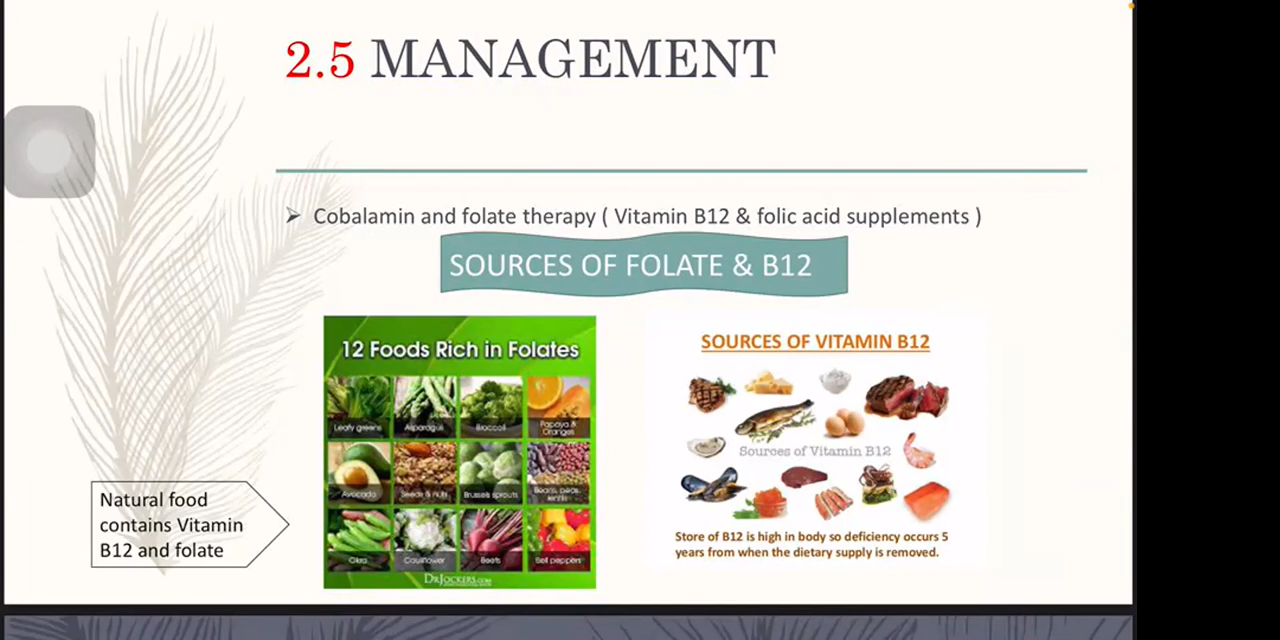 2.5 MANAGEMENT
➢ Cobalamin and folate therapy ( Vitamin B12 & folic acid supplements )
SOURCES OF FOLATE & B12
12 Foods Rich in Folates
Leafy greens
Asparagus
Broccoli
Papaya &
Oranges
Avocado
Seeds & nuts
Brussels sprouts
Beans, peas,
lentils
Okra
Cauliflower
Beets
Bell peppers
DRJOCKERS.COM
SOURCES OF VITAMIN B12
Sources of Vitamin B12
Store of B12 is high in body so deficiency occurs 5
years from when the dietary supply is removed.
Natural food
contains Vitamin
B12 and folate